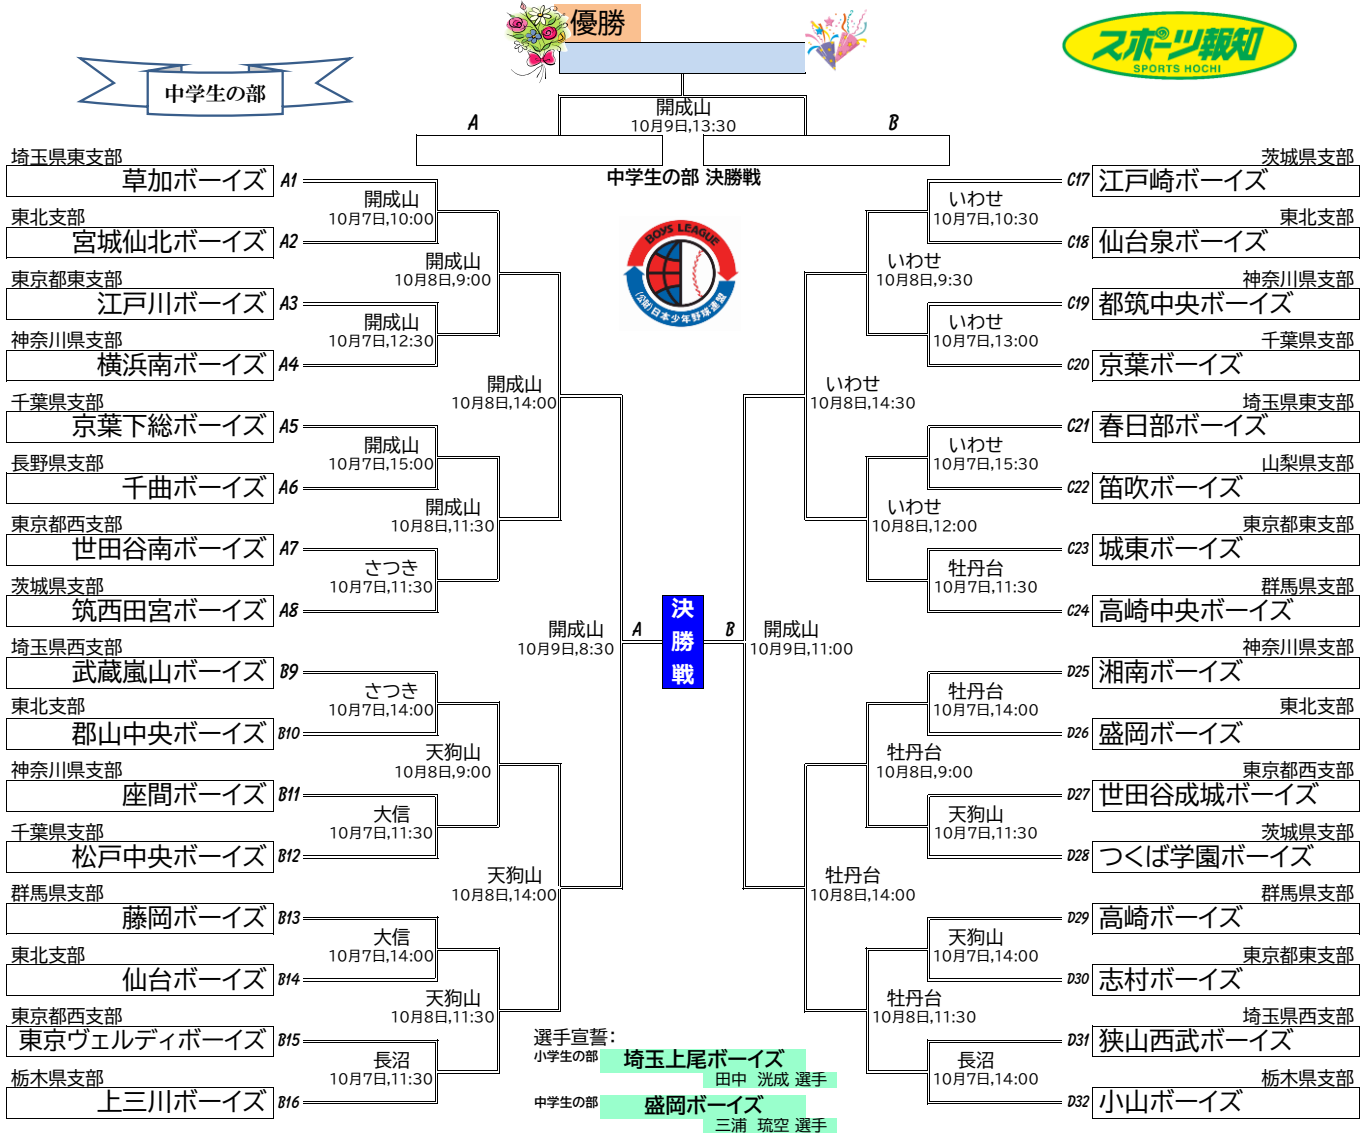 優勝
スポーツ報知
SPORTS HOCHI
中学生の部
開成山
10月9日,13:30
A
B
中学生の部 決勝戦
BOYS LEAGUE
(公財)日本少年野球連盟
埼玉県東支部
草加ボーイズ A1
開成山
10月7日,10:00
東北支部
宮城仙北ボーイズ A2
開成山
10月8日,9:00
東京都東支部
江戸川ボーイズ A3
開成山
10月7日,12:30
神奈川県支部
横浜南ボーイズ A4
開成山
10月8日,14:00
千葉県支部
京葉下総ボーイズ A5
開成山
10月7日,15:00
長野県支部
千曲ボーイズ A6
開成山
10月8日,11:30
東京都西支部
世田谷南ボーイズ A7
さつき
10月7日,11:30
茨城県支部
筑西田宮ボーイズ A8
開成山
10月9日,8:30
A
埼玉県西支部
武蔵嵐山ボーイズ B9
さつき
10月7日,14:00
東北支部
郡山中央ボーイズ B10
天狗山
10月8日,9:00
神奈川県支部
座間ボーイズ B11
大信
10月7日,11:30
千葉県支部
松戸中央ボーイズ B12
天狗山
10月8日,14:00
群馬県支部
藤岡ボーイズ B13
大信
10月7日,14:00
東北支部
仙台ボーイズ B14
天狗山
10月8日,11:30
東京都西支部
東京ヴェルディボーイズ B15
長沼
10月7日,11:30
栃木県支部
上三川ボーイズ B16
決
勝
戦
茨城県支部
C17 江戸崎ボーイズ
いわせ
10月7日,10:30
東北支部
C18 仙台泉ボーイズ
いわせ
10月8日,9:30
神奈川県支部
C19 都筑中央ボーイズ
いわせ
10月7日,13:00
千葉県支部
C20 京葉ボーイズ
いわせ
10月8日,14:30
埼玉県東支部
C21 春日部ボーイズ
いわせ
10月7日,15:30
山梨県支部
C22 笛吹ボーイズ
いわせ
10月8日,12:00
東京都東支部
C23 城東ボーイズ
牡丹台
10月7日,11:30
群馬県支部
C24 高崎中央ボーイズ
B
開成山
10月9日,11:00
神奈川県支部
D25 湘南ボーイズ
牡丹台
10月7日,14:00
東北支部
D26 盛岡ボーイズ
牡丹台
10月8日,9:00
東京都西支部
D27 世田谷成城ボーイズ
天狗山
10月7日,11:30
茨城県支部
D28 つくば学園ボーイズ
牡丹台
10月8日,14:00
群馬県支部
D29 高崎ボーイズ
天狗山
10月7日,14:00
東京都東支部
D30 志村ボーイズ
牡丹台
10月8日,11:30
埼玉県西支部
D31 狭山西武ボーイズ
長沼
10月7日,14:00
栃木県支部
D32 小山ボーイズ
選手宣誓：
小学生の部 埼玉上尾ボーイズ
田中 洸成 選手
中学生の部 盛岡ボーイズ
三浦 琉空 選手